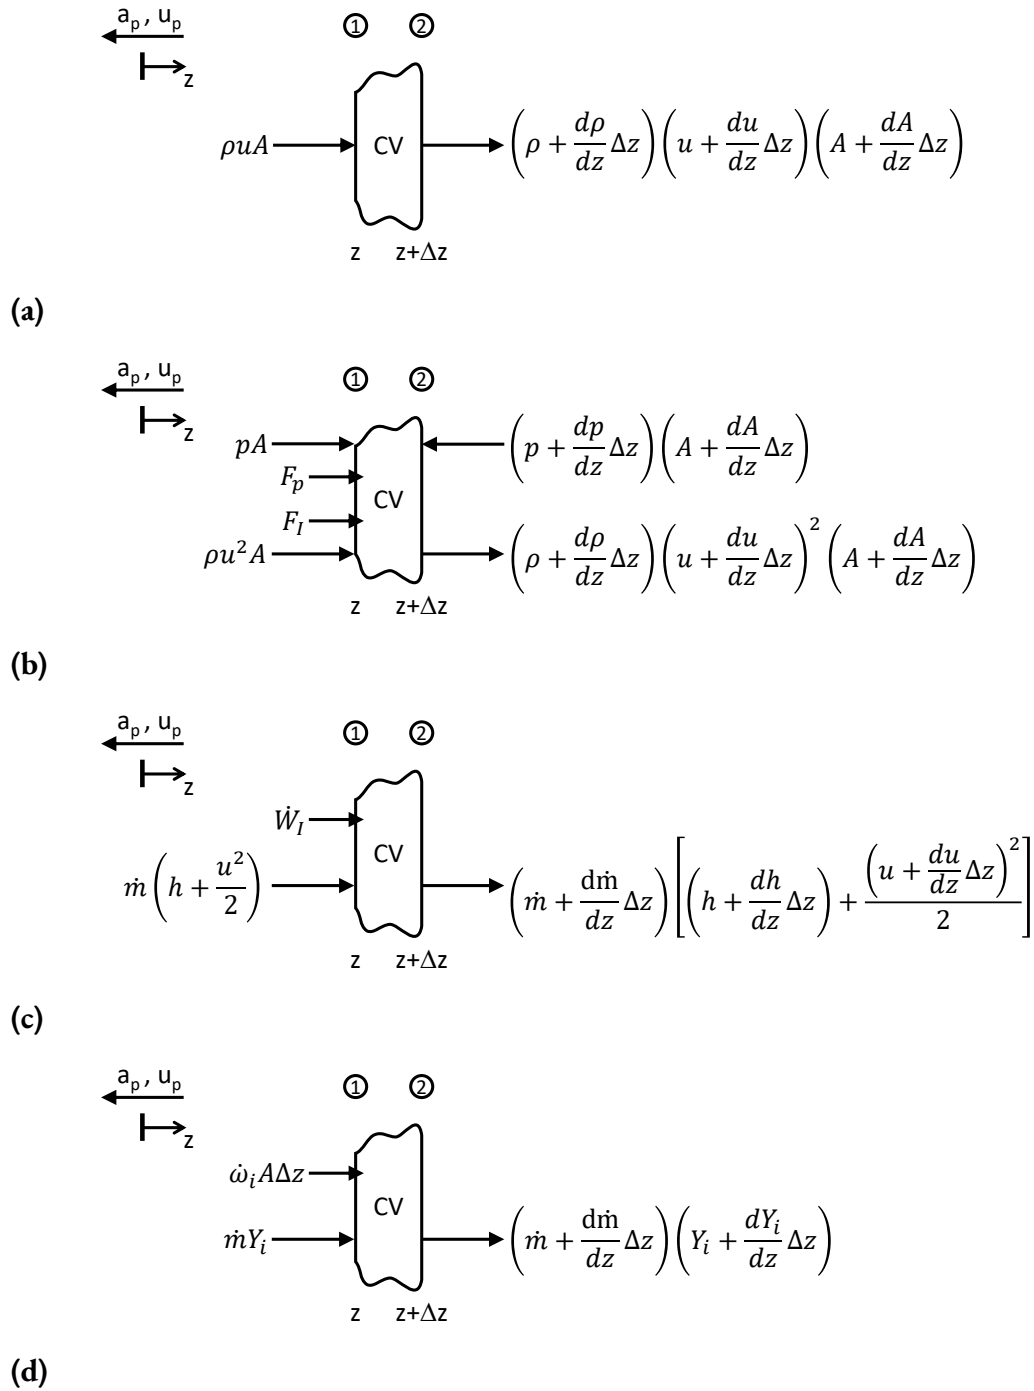 a_p , u_p ① ②
z
ρuA CV (ρ + dρ/dz Δz)(u + du/dz Δz)(A + dA/dz Δz)
z z+Δz
(a)
a_p , u_p ① ②
z
pA (p + dp/dz Δz)(A + dA/dz Δz)
F_p
CV
F_I
ρu²A (ρ + dρ/dz Δz)(u + du/dz Δz)²(A + dA/dz Δz)
z z+Δz
(b)
a_p , u_p ① ②
z
Ẇ_I
CV
ṁ(h + u²/2) (ṁ + dṁ/dz Δz)[(h + dh/dz Δz) + (u + du/dz Δz)²/2]
z z+Δz
(c)
a_p , u_p ① ②
z
ω̇_i AΔz
CV
ṁY_i (ṁ + dṁ/dz Δz)(Y_i + dY_i/dz Δz)
z z+Δz
(d)